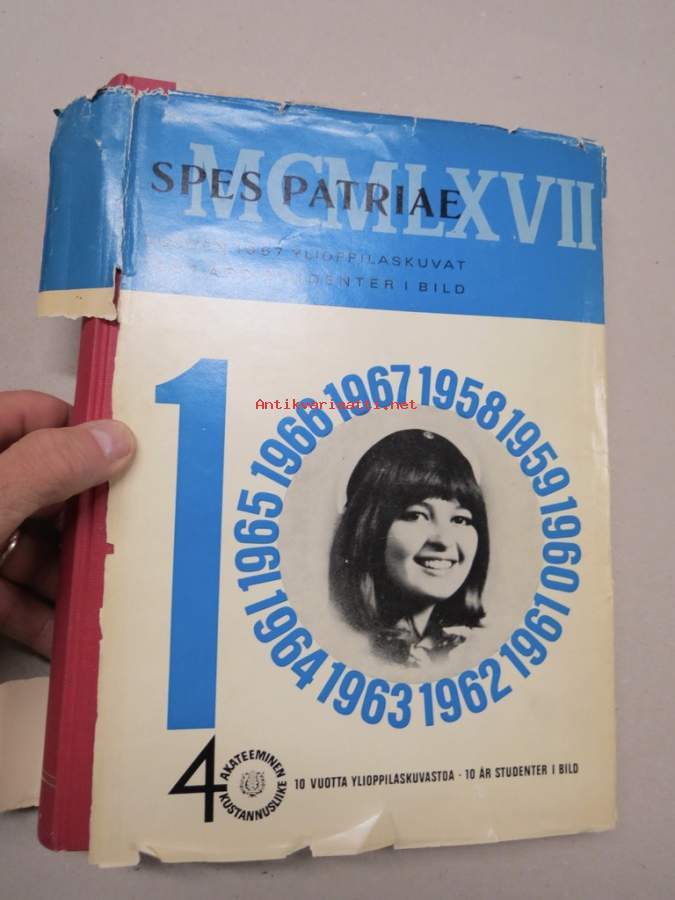 MCMLXVII
SPES PATRIAE
1967 YLIOPPILASKUVAT
STUDENTER I BILD
1
1958 1959 1960 1961 1962 1963 1964 1965 1966 1967
Antikvariaatti.net
4
AKATEEMINEN KUSTANNUSLIIKE
10 VUOTTA YLIOPPILASKUVASTOA - 10 ÅR STUDENTER I BILD